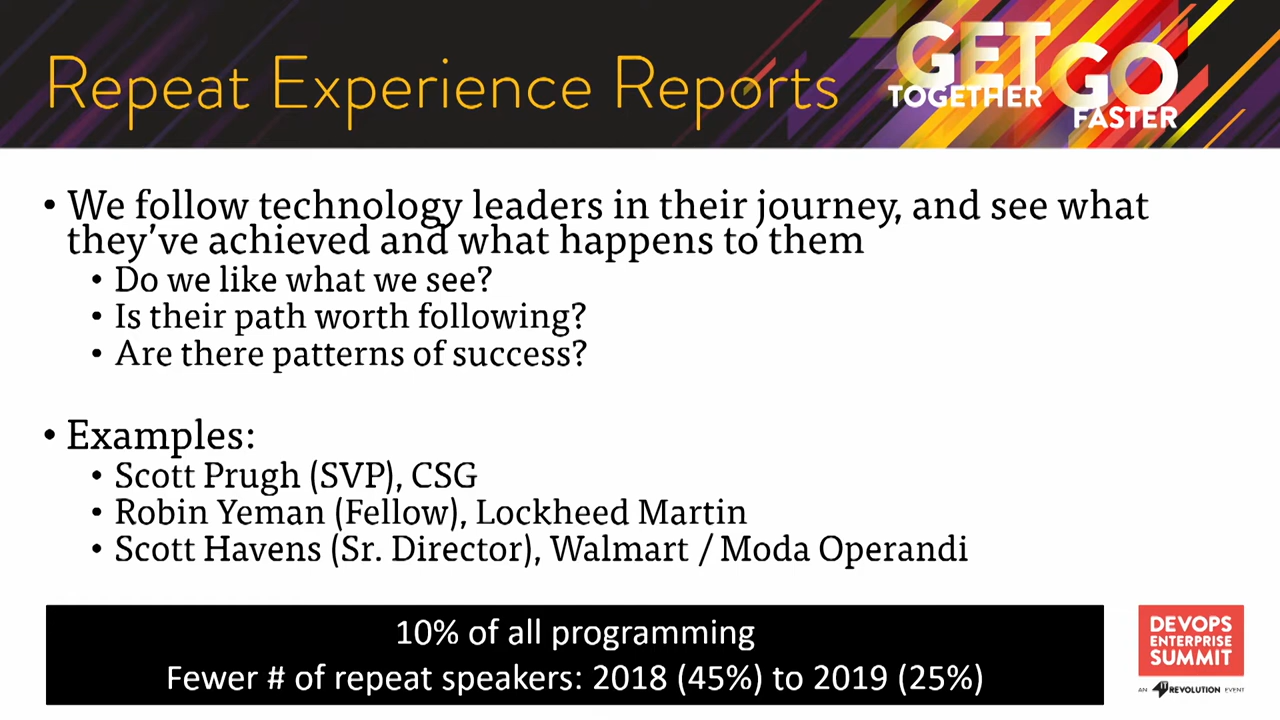 Repeat Experience Reports
GET
TOGETHER
GO
FASTER
• We follow technology leaders in their journey, and see what
they’ve achieved and what happens to them
• Do we like what we see?
• Is their path worth following?
• Are there patterns of success?
• Examples:
• Scott Prugh (SVP), CSG
• Robin Yeman (Fellow), Lockheed Martin
• Scott Havens (Sr. Director), Walmart / Moda Operandi
10% of all programming
Fewer # of repeat speakers: 2018 (45%) to 2019 (25%)
DEVOPS
ENTERPRISE
SUMMIT
AN IT REVOLUTION EVENT